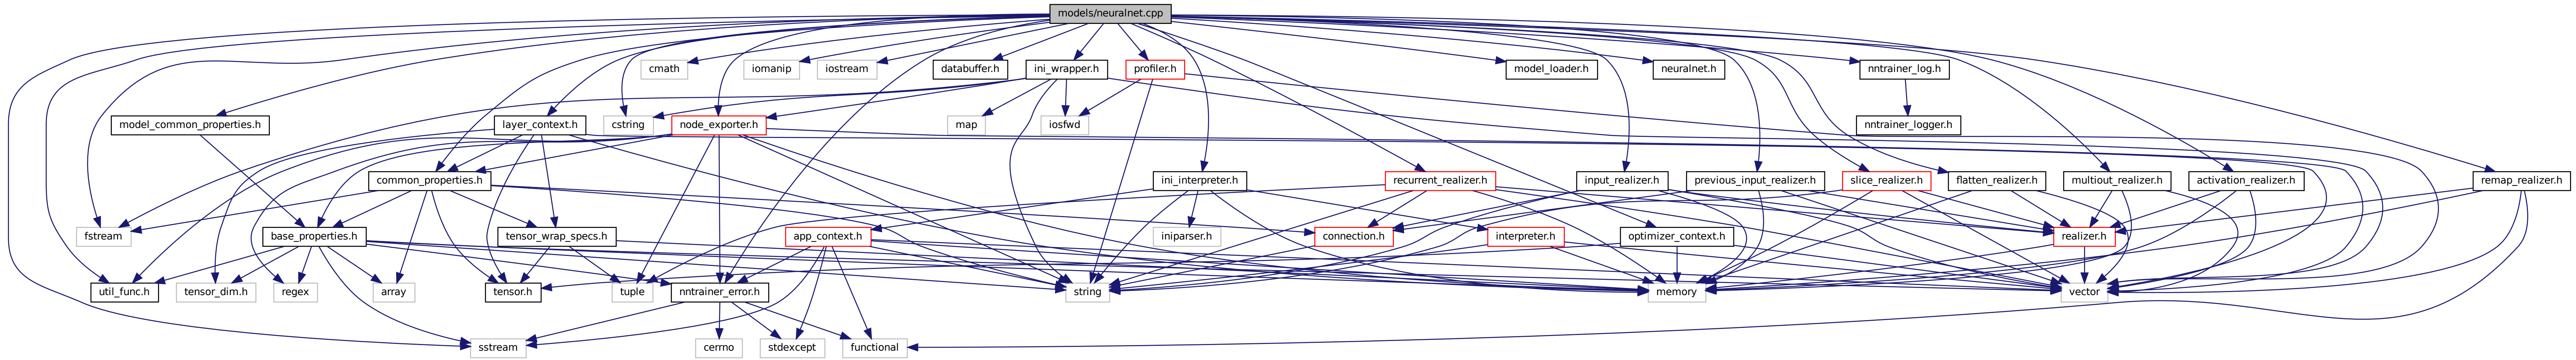 models/neuralnet.cpp
cmath
iomanip
iostream
databuffer.h
ini_wrapper.h
profiler.h
model_loader.h
neuralnet.h
nntrainer_log.h
model_common_properties.h
layer_context.h
cstring
node_exporter.h
map
iosfwd
nntrainer_logger.h
common_properties.h
ini_interpreter.h
recurrent_realizer.h
input_realizer.h
previous_input_realizer.h
slice_realizer.h
flatten_realizer.h
multiout_realizer.h
activation_realizer.h
remap_realizer.h
fstream
base_properties.h
tensor_wrap_specs.h
app_context.h
iniparser.h
connection.h
interpreter.h
optimizer_context.h
realizer.h
util_func.h
tensor_dim.h
regex
array
tensor.h
tuple
nntrainer_error.h
string
memory
vector
sstream
cerrno
stdexcept
functional